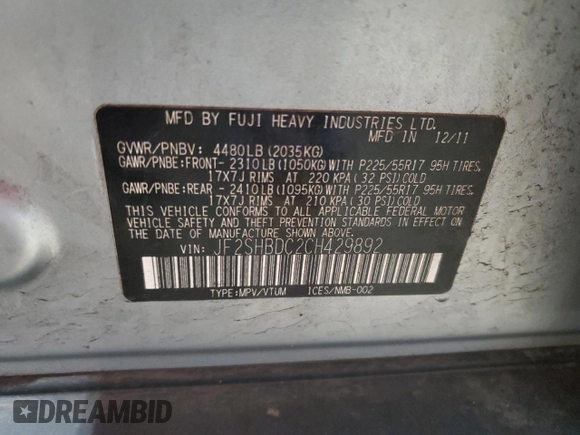 MFD BY FUJI HEAVY INDUSTRIES LTD.
MFD IN 12/11
GVWR/PNBV: 4480LB(2035KG)
GAWR/PNBE:FRONT- 2310LB(1050KG)WITH P225/55R17 95H TIRES.
17X7J RIMS AT 220 KPA(32 PSI)COLD
GAWR/PNBE:REAR -2410LB(1095KG)WITH P225/55R17 95H TIRES.
17X7J RIMS AT 210 KPA(30 PSI)COLD
THIS VEHICLE CONFORMS TO ALL APPLICABLE FEDERAL MOTOR
VEHICLE SAFETY AND THEFT PREVENTION STANDARDS IN EFFECT
ON THE DATE OF MANUFACTURE SHOWN ABOVE.
VIN: JF2SHBDC2CH429892
TYPE:MPV/VTUM ICES/NMB-002
DREAMBID